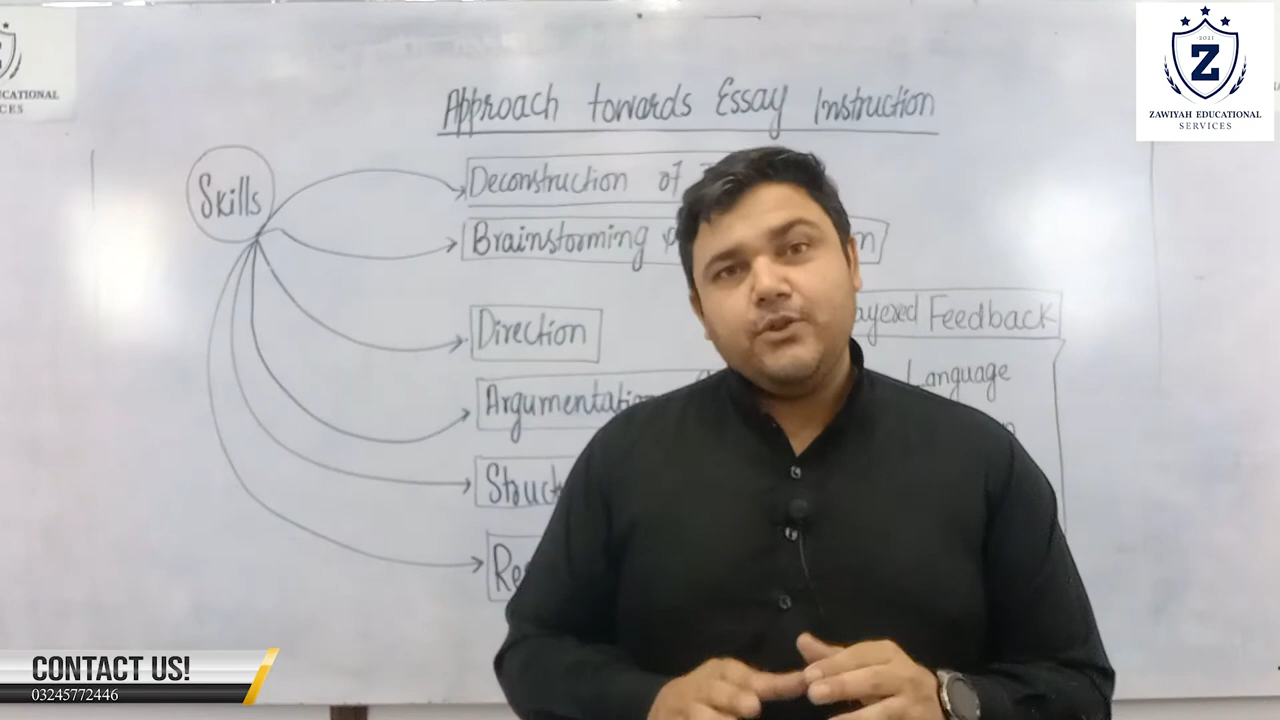 Approach towards Essay Instruction
Skills
Deconstruction of
Brainstorming
Direction
Layered Feedback
Argumentation
Language
Z
2021
ZAWIYAH EDUCATIONAL
SERVICES
CONTACT US!
03245772446